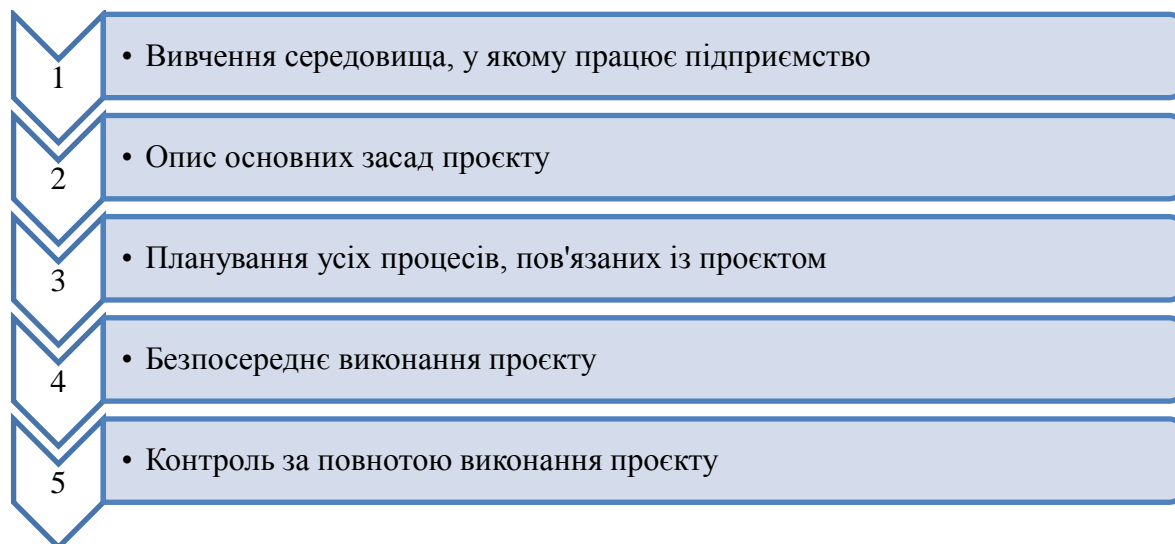 1
• Вивчення середовища, у якому працює підприємство
2
• Опис основних засад проєкту
3
• Планування усіх процесів, пов'язаних із проєктом
4
• Безпосереднє виконання проєкту
5
• Контроль за повнотою виконання проєкту